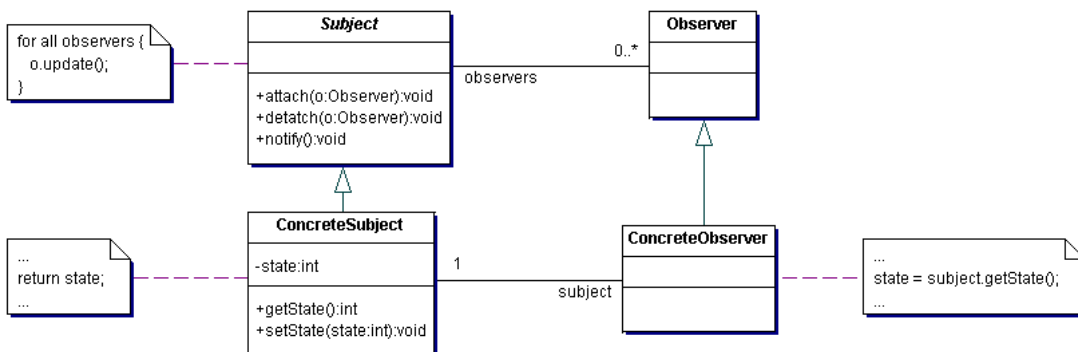 for all observers {
o.update();
}
Subject
+attach(o:Observer):void
+detatch(o:Observer):void
+notify():void
0..*
observers
Observer
...
return state;
...
ConcreteSubject
-state:int
+getState():int
+setState(state:int):void
1
subject
ConcreteObserver
...
state = subject.getState();
...